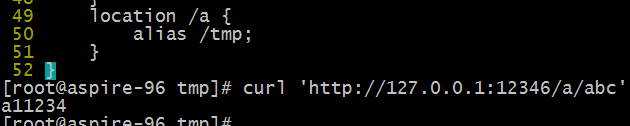 48     }
49     location /a {
50         alias /tmp;
51     }
52 }
[root@aspire-96 tmp]# curl 'http://127.0.0.1:12346/a/abc'
a11234
[root@aspire-96 tmp]#